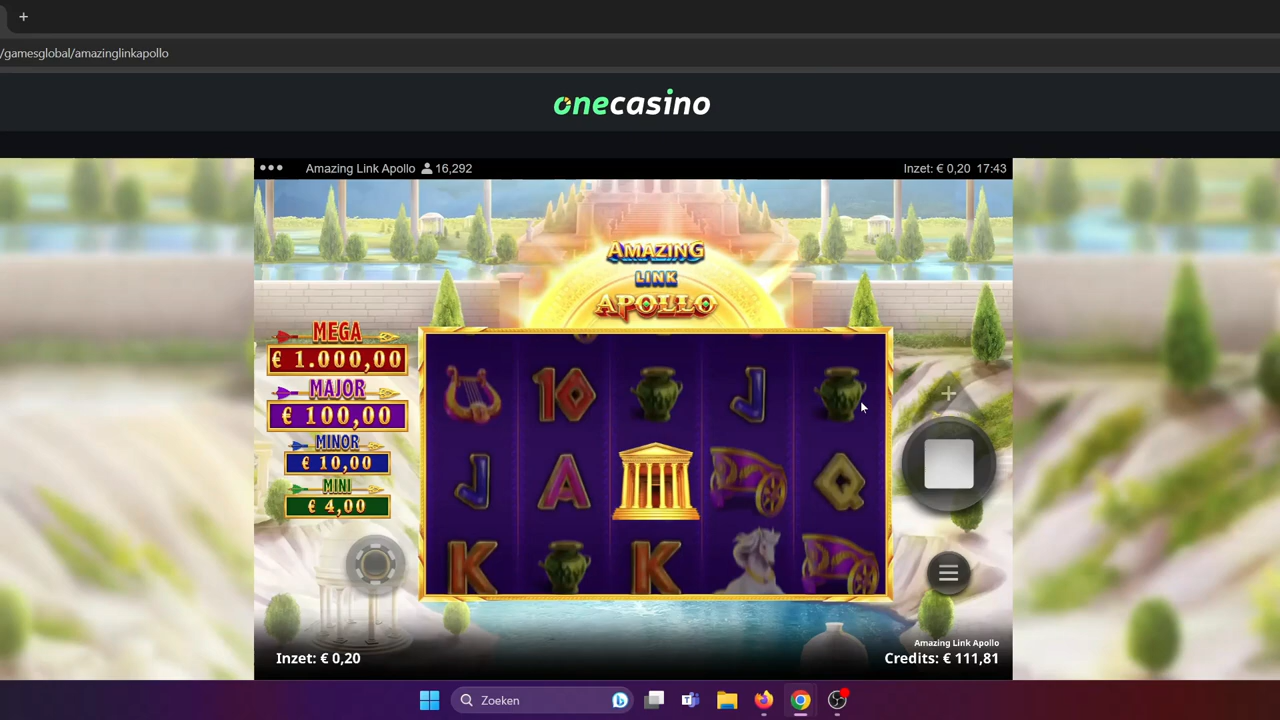 +
/gamesglobal/amazinglinkapollo
onecasino
Amazing Link Apollo 16,292
Inzet: € 0,20 17:43
AMAZING
LINK
APOLLO
MEGA
€ 1.000,00
MAJOR
€ 100,00
MINOR
€ 10,00
MINI
€ 4,00
10 J
J A Q
K K
+
Inzet: € 0,20
Amazing Link Apollo
Credits: € 111,81
Zoeken